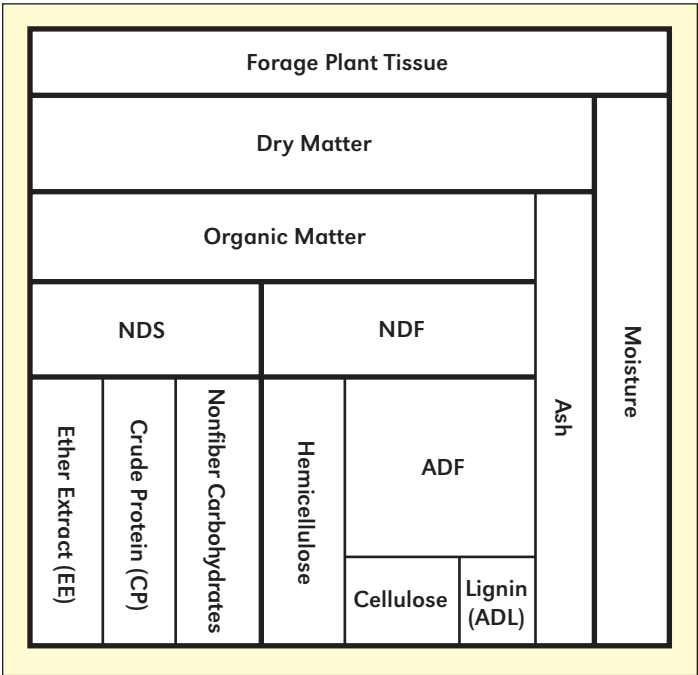 Forage Plant Tissue
Dry Matter
Moisture
Organic Matter
Ash
NDS
NDF
Ether Extract (EE)
Crude Protein (CP)
Nonfiber Carbohydrates
Hemicellulose
ADF
Cellulose
Lignin
(ADL)